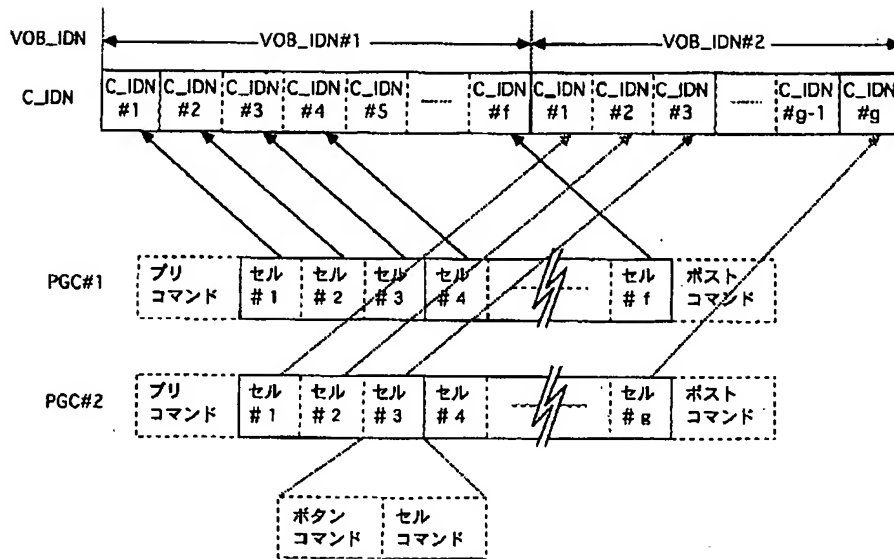 VOB_IDN VOB_IDN#1 VOB_IDN#2
C_IDN C_IDN #1 C_IDN #2 C_IDN #3 C_IDN #4 C_IDN #5 C_IDN #f C_IDN #1 C_IDN #2 C_IDN #3 C_IDN #g-1 C_IDN #g
PGC#1 プリ コマンド セル #1 セル #2 セル #3 セル #4 セル #f ポスト コマンド
PGC#2 プリ コマンド セル #1 セル #2 セル #3 セル #4 セル #g ポスト コマンド
ボタン コマンド セル コマンド